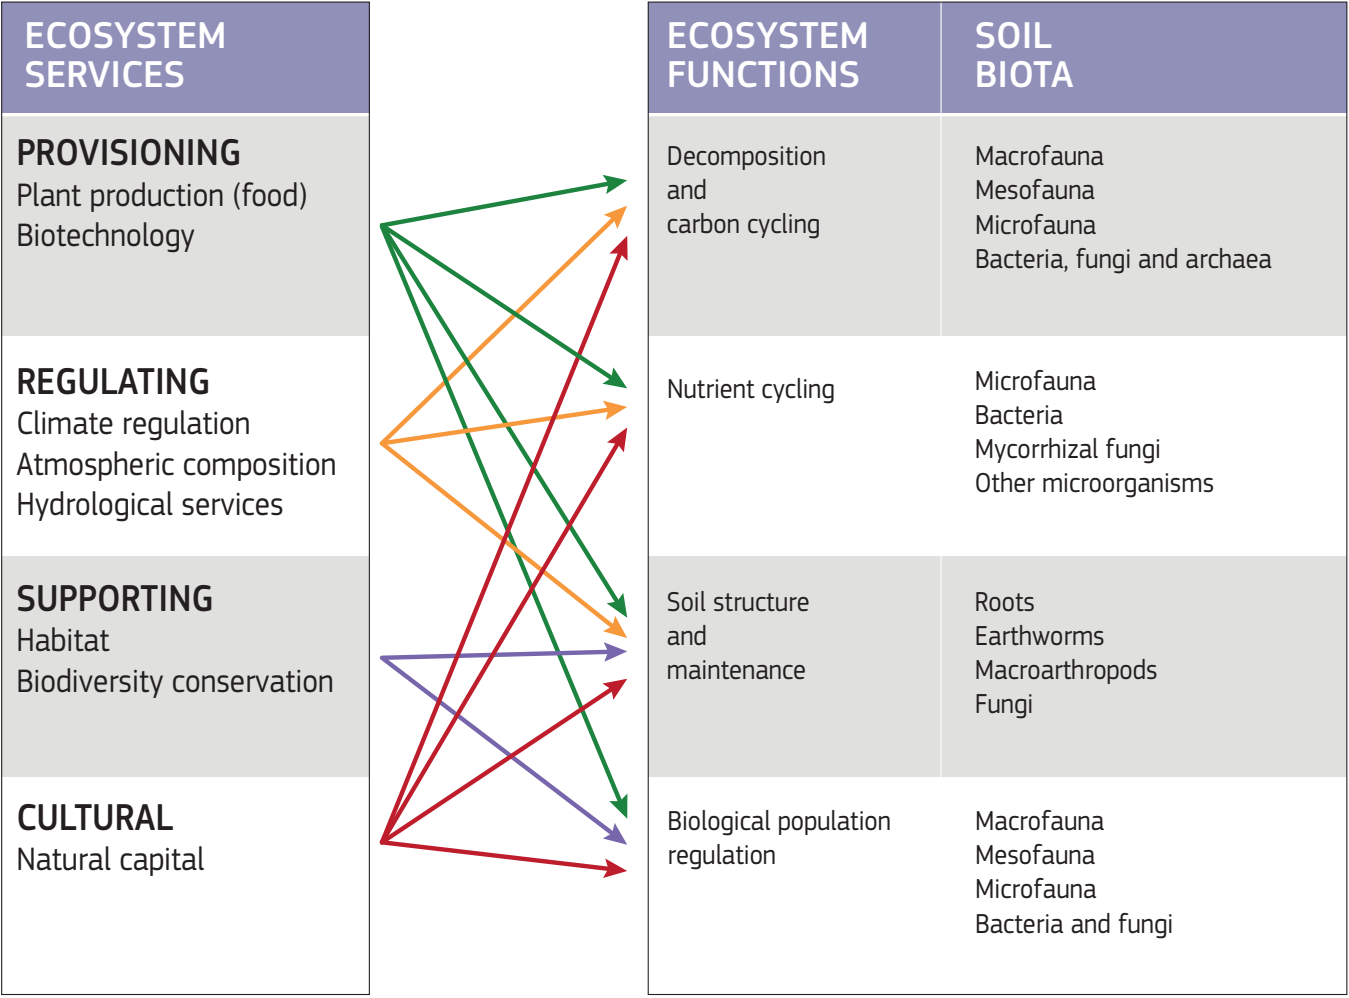 ECOSYSTEM
SERVICES
PROVISIONING
Plant production (food)
Biotechnology
REGULATING
Climate regulation
Atmospheric composition
Hydrological services
SUPPORTING
Habitat
Biodiversity conservation
CULTURAL
Natural capital
ECOSYSTEM
FUNCTIONS
SOIL
BIOTA
Decomposition
and
carbon cycling
Macrofauna
Mesofauna
Microfauna
Bacteria, fungi and archaea
Nutrient cycling
Microfauna
Bacteria
Mycorrhizal fungi
Other microorganisms
Soil structure
and
maintenance
Roots
Earthworms
Macroarthropods
Fungi
Biological population
regulation
Macrofauna
Mesofauna
Microfauna
Bacteria and fungi